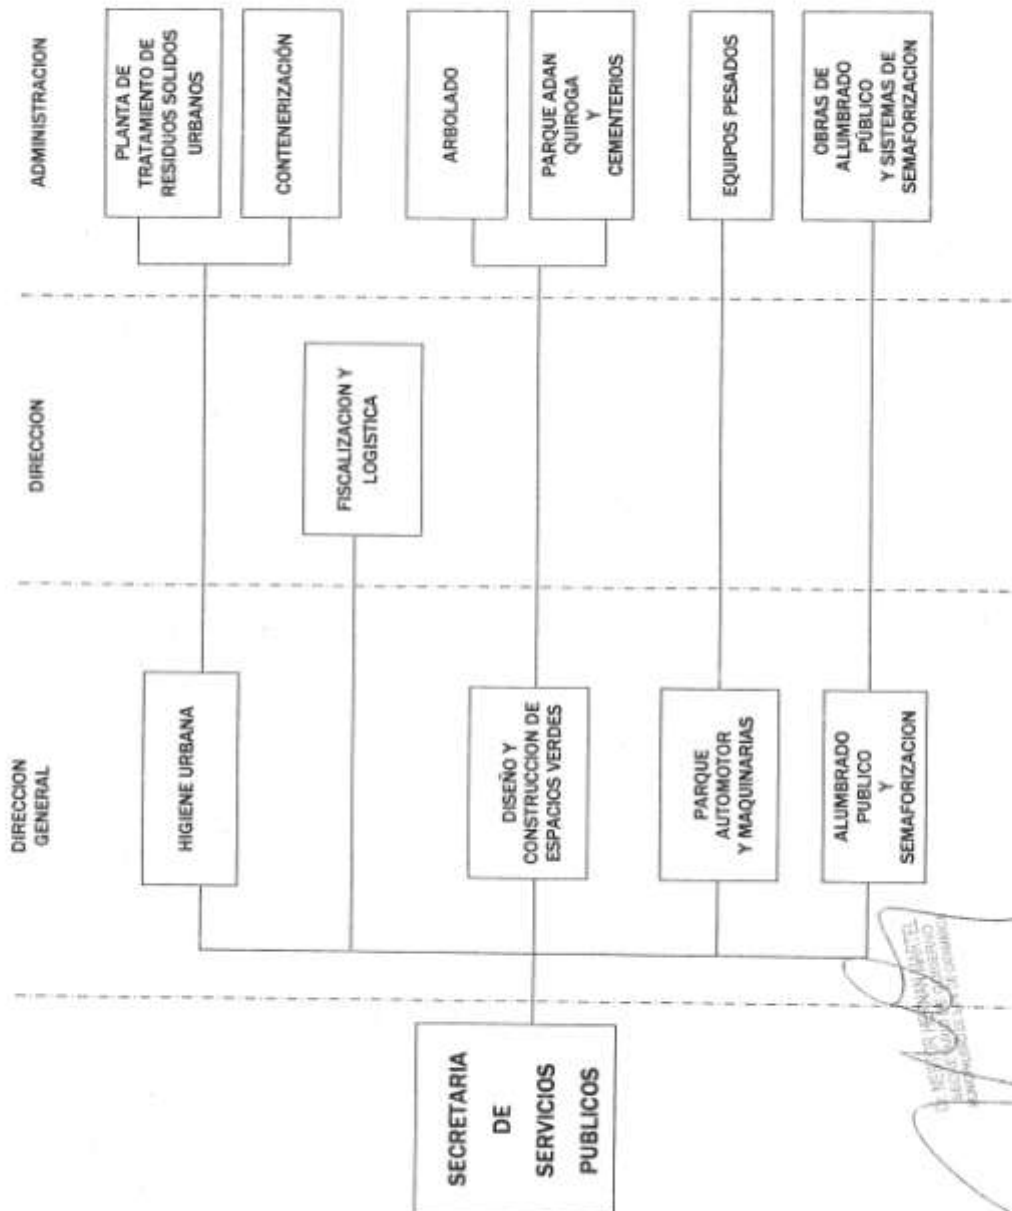 SECRETARIA
DE
SERVICIOS
PUBLICOS
DIRECCION
GENERAL
HIGIENE URBANA
DISEÑO Y
CONSTRUCCION DE
ESPACIOS VERDES
PARQUE
AUTOMOTOR
Y MAQUINARIAS
ALUMBRADO
PUBLICO
Y
SEMAFORIZACION
DIRECCION
FISCALIZACION Y
LOGISTICA
ADMINISTRACION
PLANTA DE
TRATAMIENTO DE
RESIDUOS SOLIDOS
URBANOS
CONTENERIZACIÓN
ARBOLADO
PARQUE ADAN
QUIROGA
Y
CEMENTERIOS
EQUIPOS PESADOS
OBRAS DE
ALUMBRADO
PÚBLICO
Y SISTEMAS DE
SEMAFORIZACION